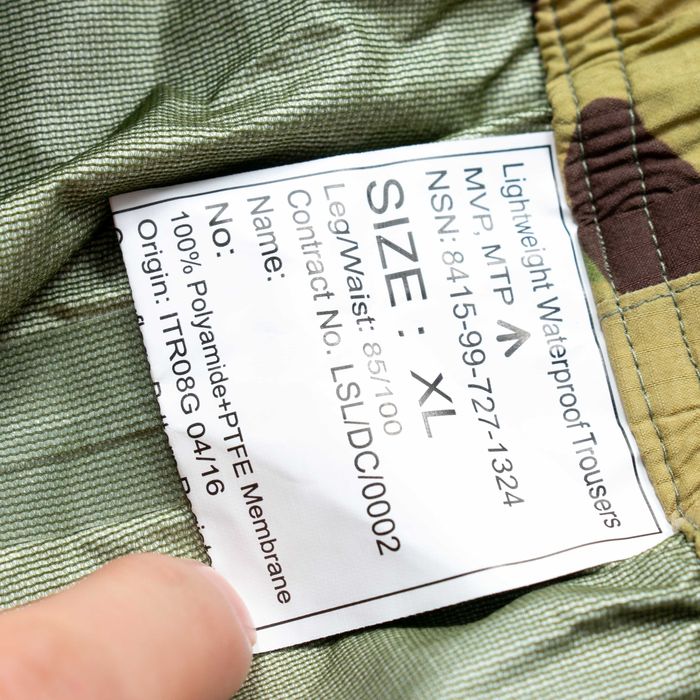 Lightweight Waterproof Trousers
MVP, MTP
NSN: 8415-99-727-1324
SIZE: XL
Leg/Waist: 85/100
Contract No. LSL/DC/0002
Name:
No:
100% Polyamide+PTFE Membrane
Origin: ITR08G 04/16